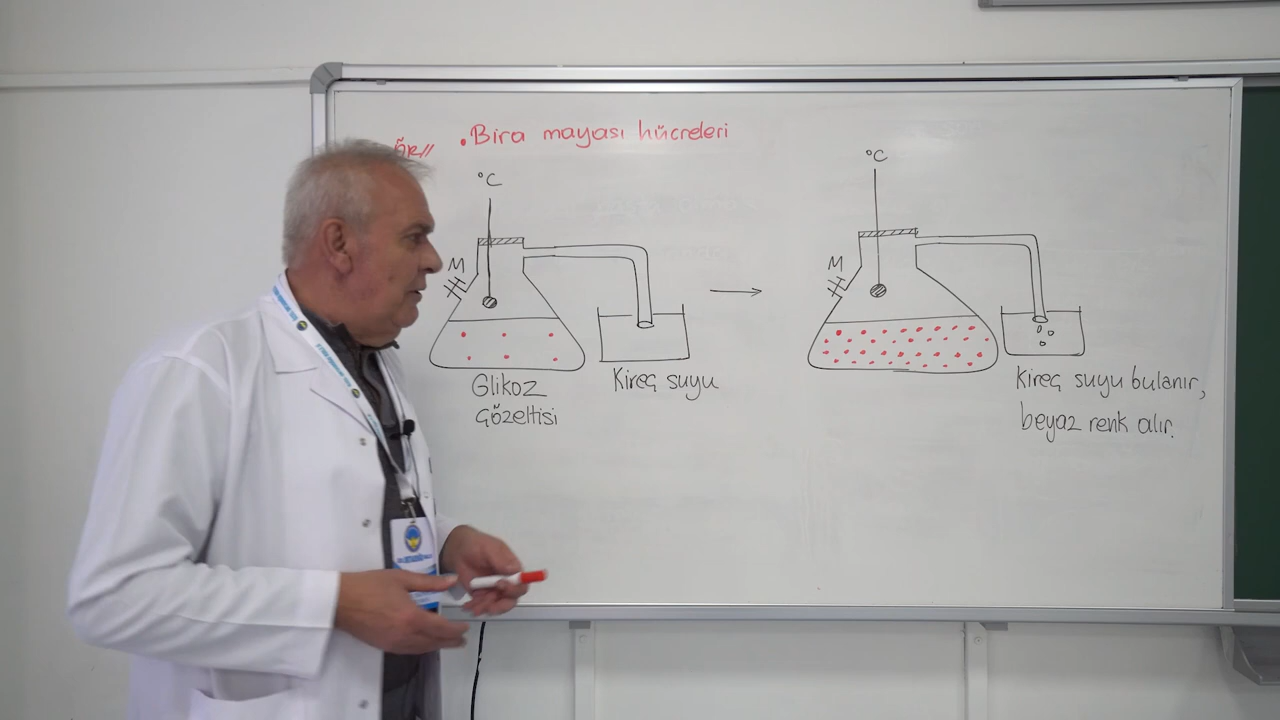 ÖR//
• Bira mayası hücreleri
°C
°C
M
M
Glikoz
Çözeltisi
Kireç suyu
Kireç suyu bulanır,
beyaz renk alır.